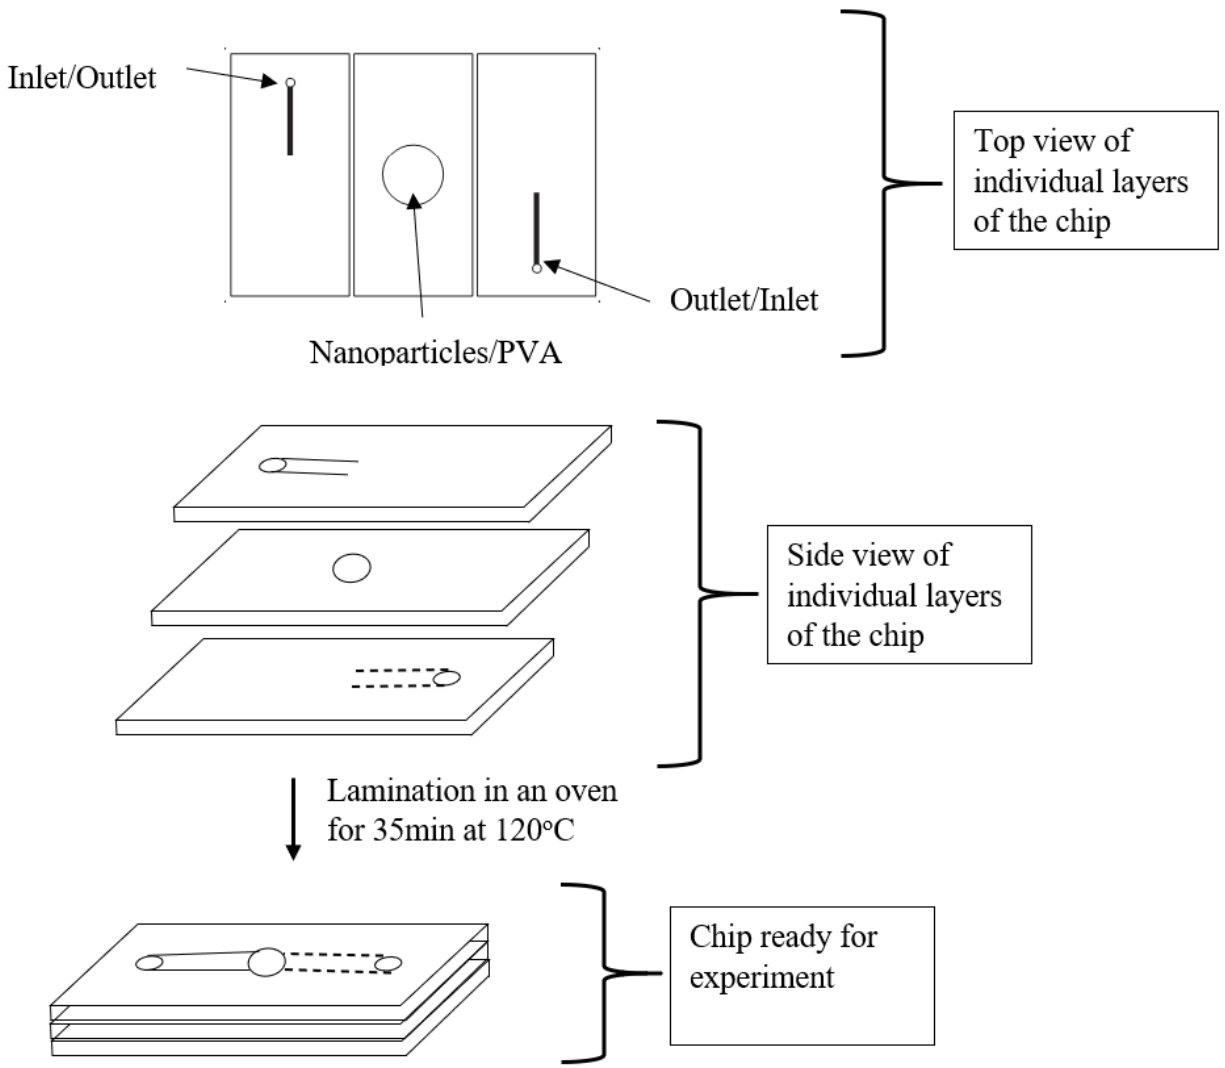 Inlet/Outlet
Top view of
individual layers
of the chip
Outlet/Inlet
Nanoparticles/PVA
Side view of
individual layers
of the chip
Lamination in an oven
for 35min at 120°C
Chip ready for
experiment